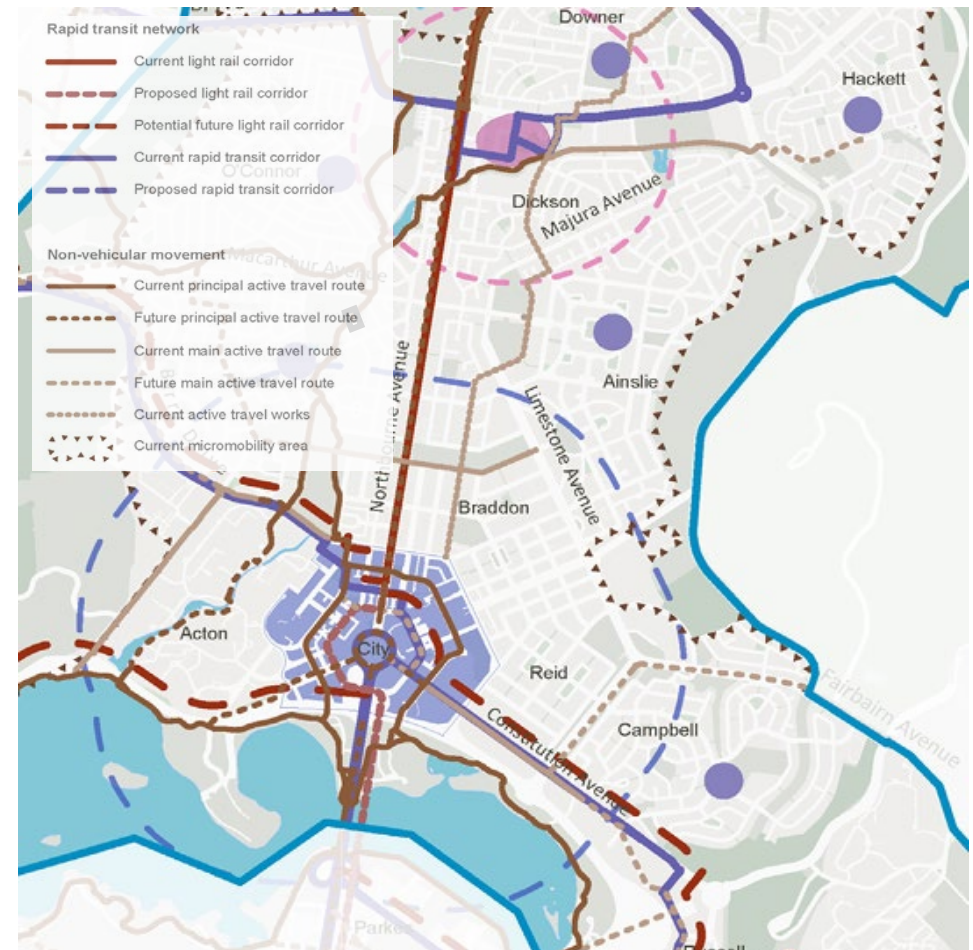 Rapid transit network
Current light rail corridor
Proposed light rail corridor
Potential future light rail corridor
Current rapid transit corridor
Proposed rapid transit corridor
Non-vehicular movement
Current principal active travel route
Future principal active travel route
Current main active travel route
Future main active travel route
Current active travel works
Current micromobility area
Downer
Hackett
O'Connor
Dickson
Majura Avenue
Macarthur Avenue
Northbourne Avenue
Ainslie
Limestone Avenue
Braddon
Acton
City
Reid
Constitution Avenue
Campbell
Fairbairn Avenue
Parkes